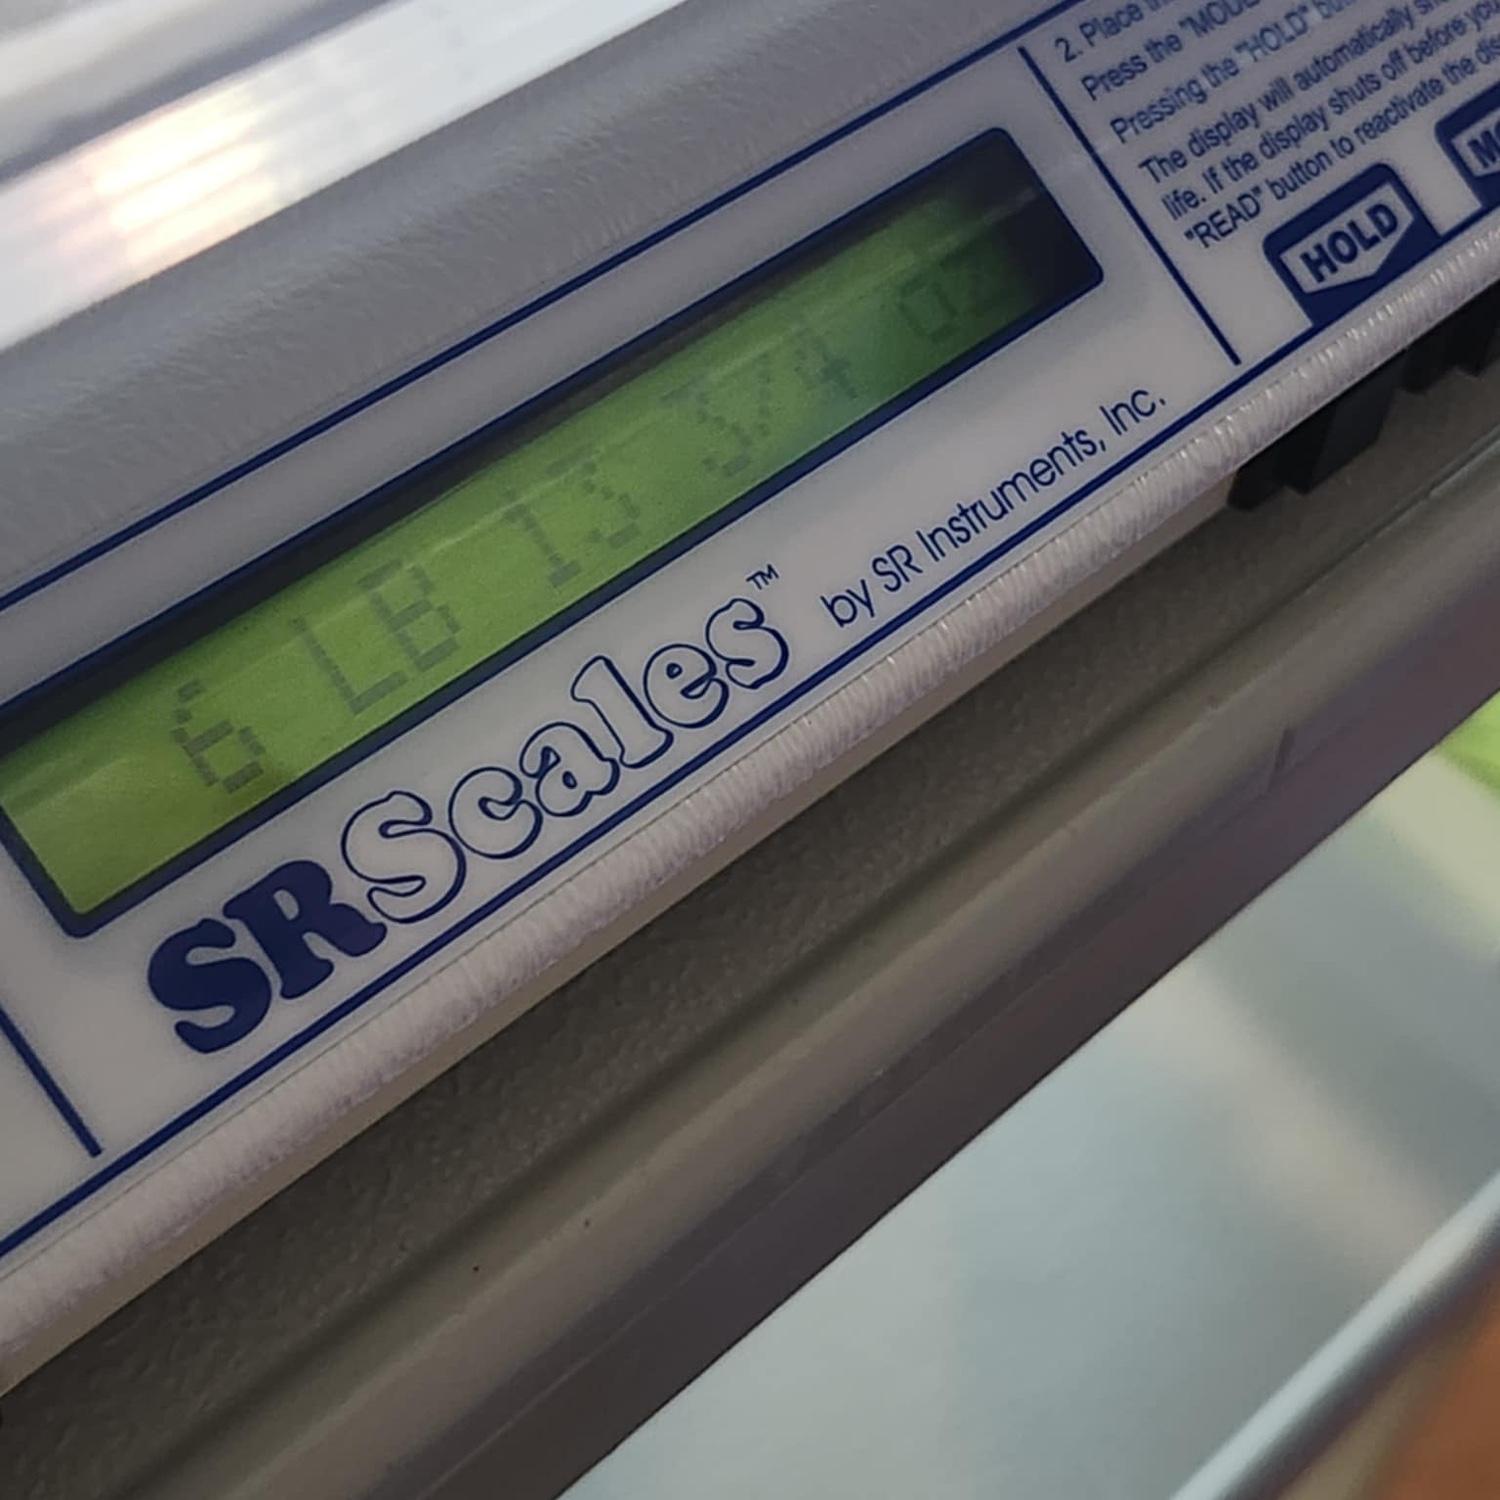 6 LB 13 3/4 oz
SRScales™ by SR Instruments, Inc.
2. Place
Press the "MODE
Pressing the "HOLD"
The display will automatically
life. If the display shuts off before
"READ" button to reactivate the
HOLD